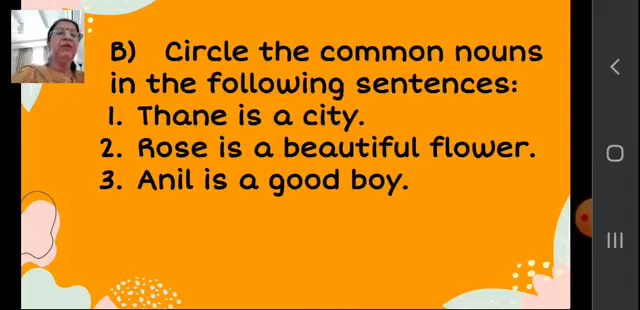 B) Circle the common nouns
in the following sentences:
1. Thane is a city.
2. Rose is a beautiful flower.
3. Anil is a good boy.